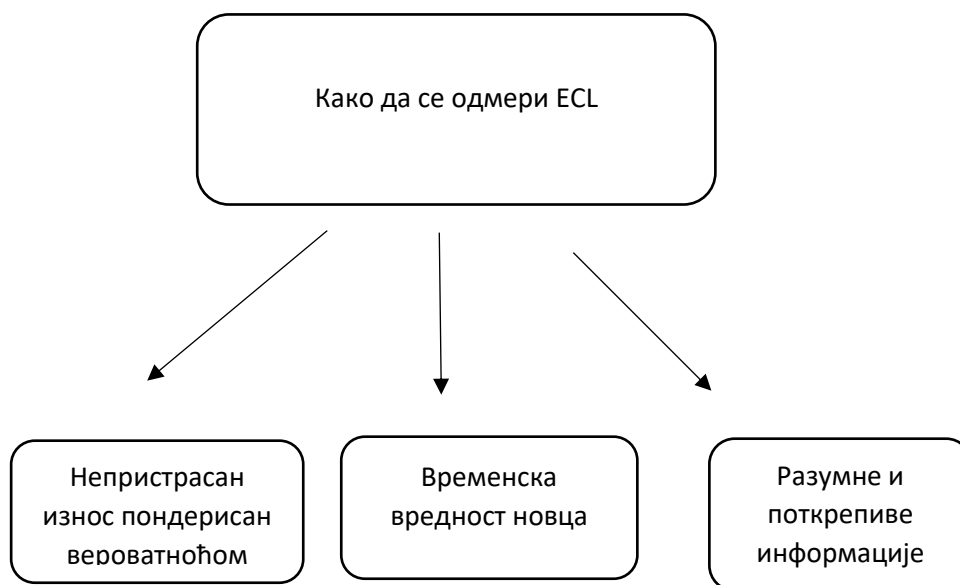 Како да се одмери ECL
Непристрасан
износ пондерисан
вероватноћом
Временска
вредност новца
Разумне и
поткрепиве
информације